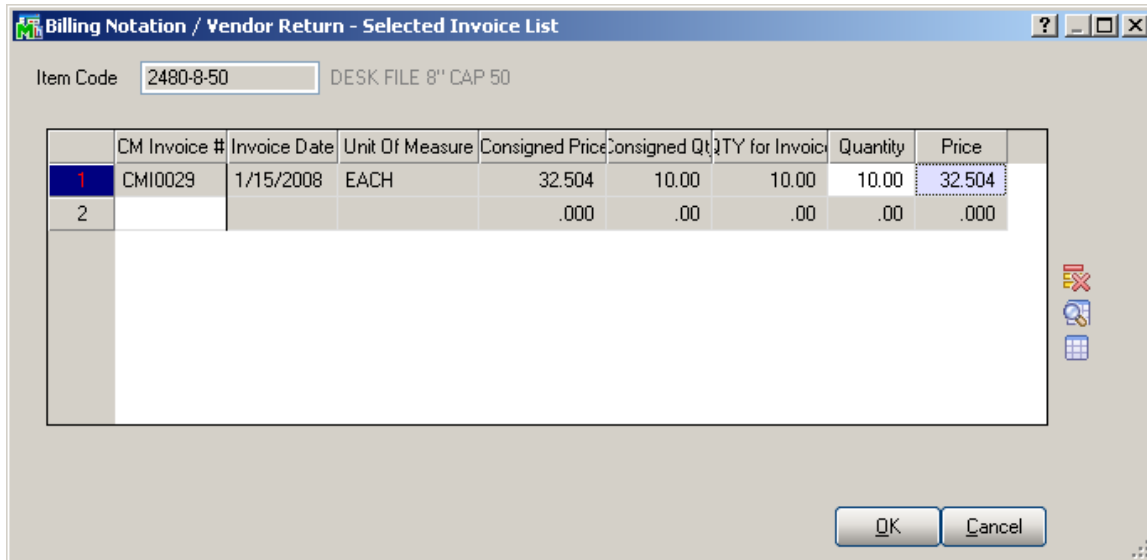 Billing Notation / Vendor Return - Selected Invoice List
Item Code 2480-8-50 DESK FILE 8" CAP 50
CM Invoice # Invoice Date Unit Of Measure Consigned Price Consigned Qt QTY for Invoic Quantity Price
1 CMI0029 1/15/2008 EACH 32.504 10.00 10.00 10.00 32.504
2 .000 .00 .00 .00 .000
OK Cancel